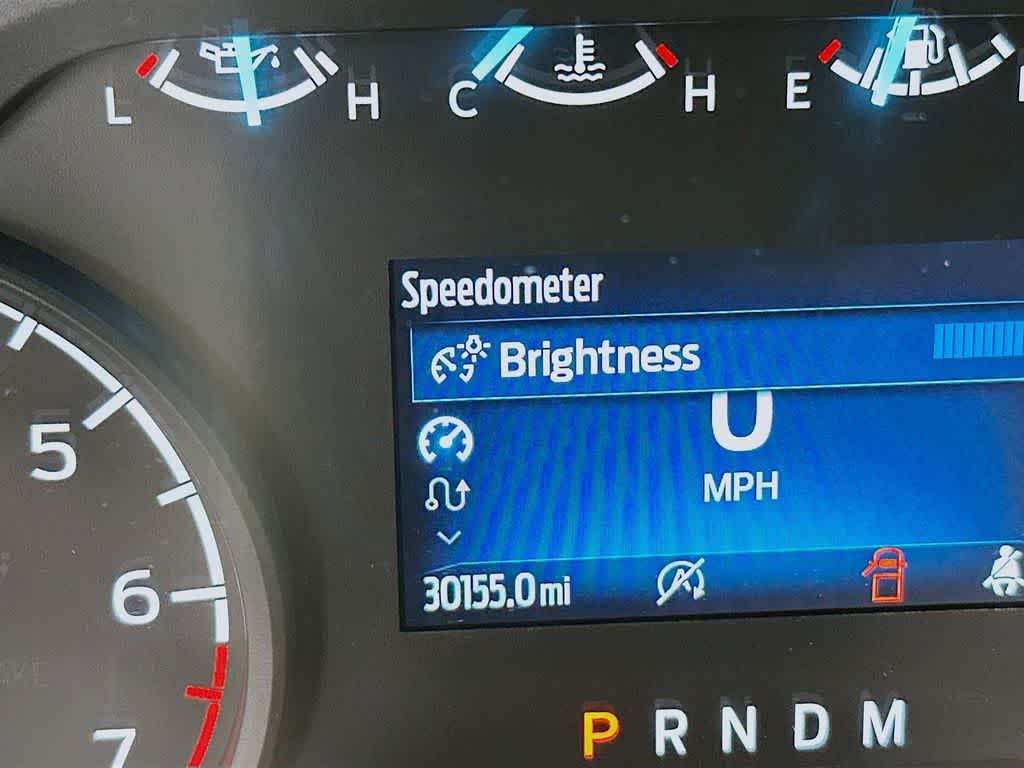 L H C H E
Speedometer
Brightness
0
MPH
5
30155.0 mi
6
P R N D M
7